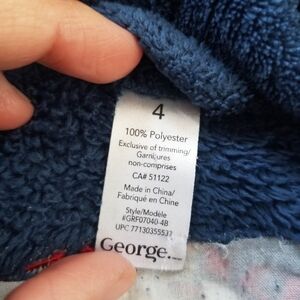 4
100% Polyester
Exclusive of trimming/
Garnitures
non-comprises
CA# 51122
Made in China/
Fabriqué en Chine
Style/Modèle
#GRF07040-4B
UPC 77130355537
George.